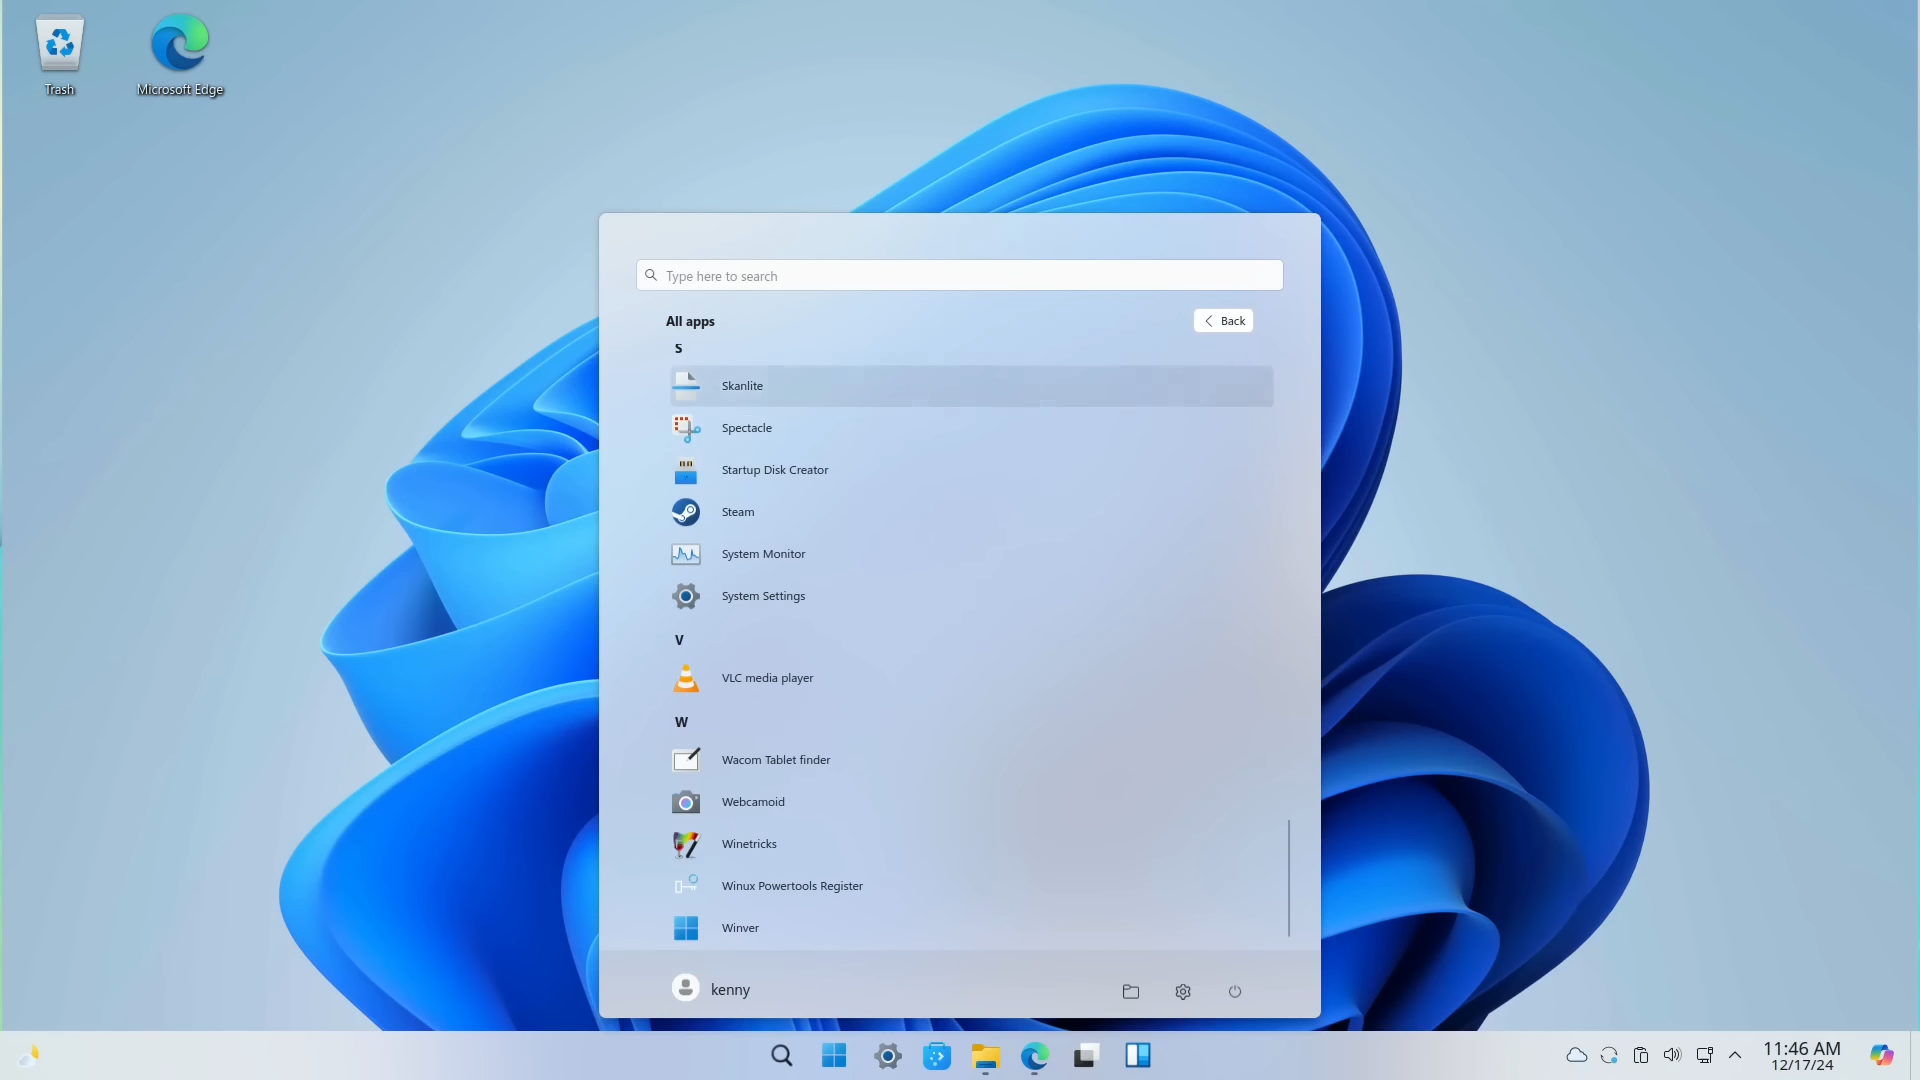 Trash
Microsoft Edge
Type here to search
All apps
Back
S
Skanlite
Spectacle
Startup Disk Creator
Steam
System Monitor
System Settings
V
VLC media player
W
Wacom Tablet finder
Webcamoid
Winetricks
Winux Powertools Register
Winver
kenny
11:46 AM
12/17/24